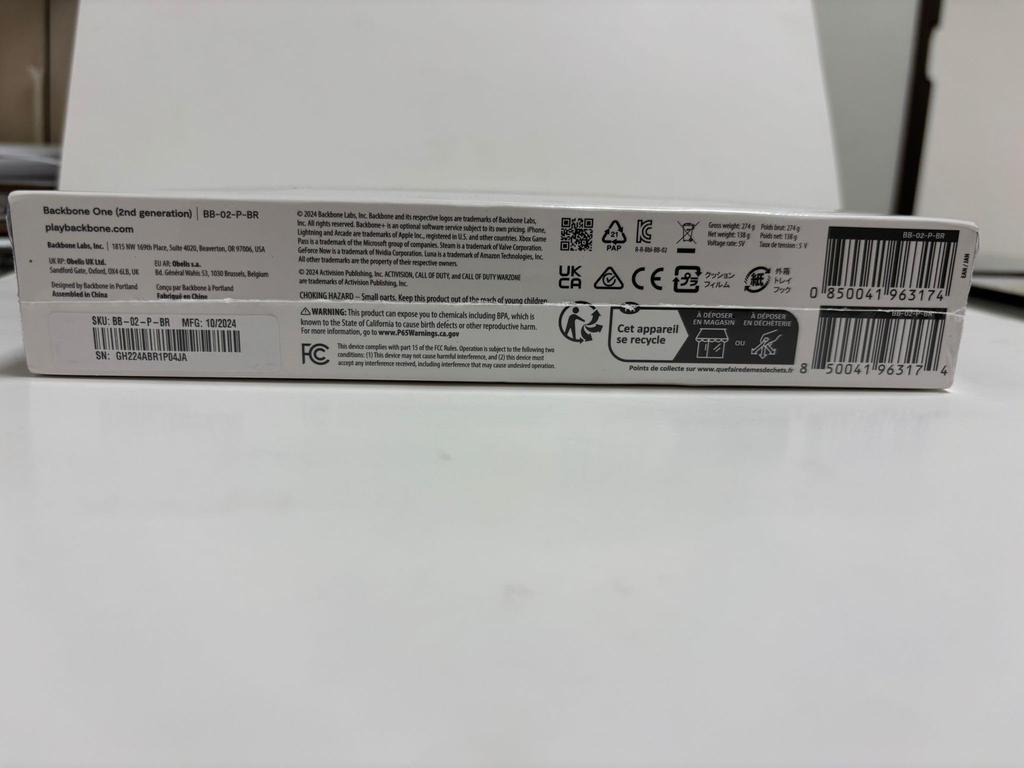 Backbone One (2nd generation) | BB-02-P-BR
playbackbone.com
Backbone Labs, Inc. | 1815 NW 169th Place, Suite 4020, Beaverton, OR 97006, USA
UK RP: Obelis UK Ltd.
Sandford Gate, Oxford, OX4 6LB, UK
EU AR: Obelis s.a.
Bd. Général Wahis 53, 1030 Brussels, Belgium
Designed by Backbone in Portland
Assembled in China
Conçu par Backbone à Portland
Fabriqué en Chine
SKU: BB-02-P-BR MFG: 10/2024
SN: GH224ABR1P04JA
© 2024 Backbone Labs, Inc. Backbone and its respective logos are trademarks of Backbone Labs,
Inc. All rights reserved. Backbone+ is an optional software service subject to its own pricing. iPhone,
Lightning and Arcade are trademarks of Apple Inc., registered in U.S. and other countries. Xbox Game
Pass is a trademark of the Microsoft group of companies. Steam is a trademark of Valve Corporation.
GeForce Now is a trademark of Nvidia Corporation. Luna is a trademark of Amazon Technologies, Inc.
All other trademarks are the property of their respective owners.
© 2024 Activision Publishing, Inc. ACTIVISION, CALL OF DUTY, and CALL OF DUTY WARZONE
are trademarks of Activision Publishing, Inc.
CHOKING HAZARD – Small parts. Keep this product out of the reach of young children.
WARNING: This product can expose you to chemicals including BPA, which is
known to the State of California to cause birth defects or other reproductive harm.
For more information, go to www.P65Warnings.ca.gov
FC
This device complies with part 15 of the FCC Rules. Operation is subject to the following two
conditions: (1) This device may not cause harmful interference, and (2) this device must
accept any interference received, including interference that may cause undesired operation.
21
PAP
R-R-BbI-BB-02
Gross weight: 274 g
Net weight: 138 g
Voltage rating: 5V
Poids brut: 274 g
Poids net: 138 g
Taux de tension: 5 V
UK
CA
CE
プラ
クッション
フィルム
紙
外箱
トレイ
フック
Cet appareil
se recycle
À DÉPOSER
EN MAGASIN
OU
À DÉPOSER
EN DÉCHÈTERIE
Points de collecte sur www.quefairedemesdechets.fr
BB-02-P-BR
0 850041 963174
EAN / JAN
BB-02-P-BR
8 50041 96317 4